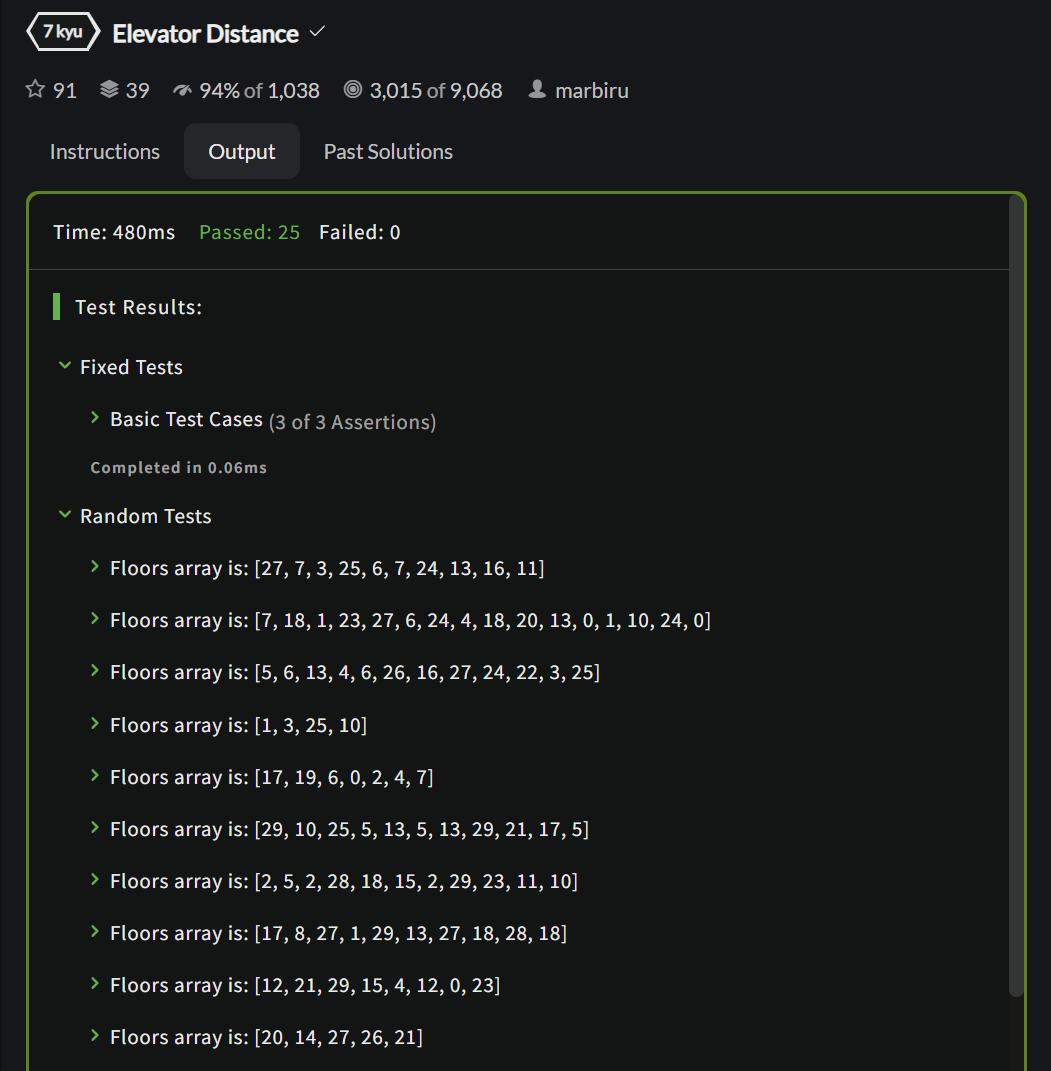 7 kyu Elevator Distance
91 39 94% of 1,038 3,015 of 9,068 marbiru
Instructions Output Past Solutions
Time: 480ms Passed: 25 Failed: 0
Test Results:
Fixed Tests
Basic Test Cases (3 of 3 Assertions)
Completed in 0.06ms
Random Tests
Floors array is: [27, 7, 3, 25, 6, 7, 24, 13, 16, 11]
Floors array is: [7, 18, 1, 23, 27, 6, 24, 4, 18, 20, 13, 0, 1, 10, 24, 0]
Floors array is: [5, 6, 13, 4, 6, 26, 16, 27, 24, 22, 3, 25]
Floors array is: [1, 3, 25, 10]
Floors array is: [17, 19, 6, 0, 2, 4, 7]
Floors array is: [29, 10, 25, 5, 13, 5, 13, 29, 21, 17, 5]
Floors array is: [2, 5, 2, 28, 18, 15, 2, 29, 23, 11, 10]
Floors array is: [17, 8, 27, 1, 29, 13, 27, 18, 28, 18]
Floors array is: [12, 21, 29, 15, 4, 12, 0, 23]
Floors array is: [20, 14, 27, 26, 21]